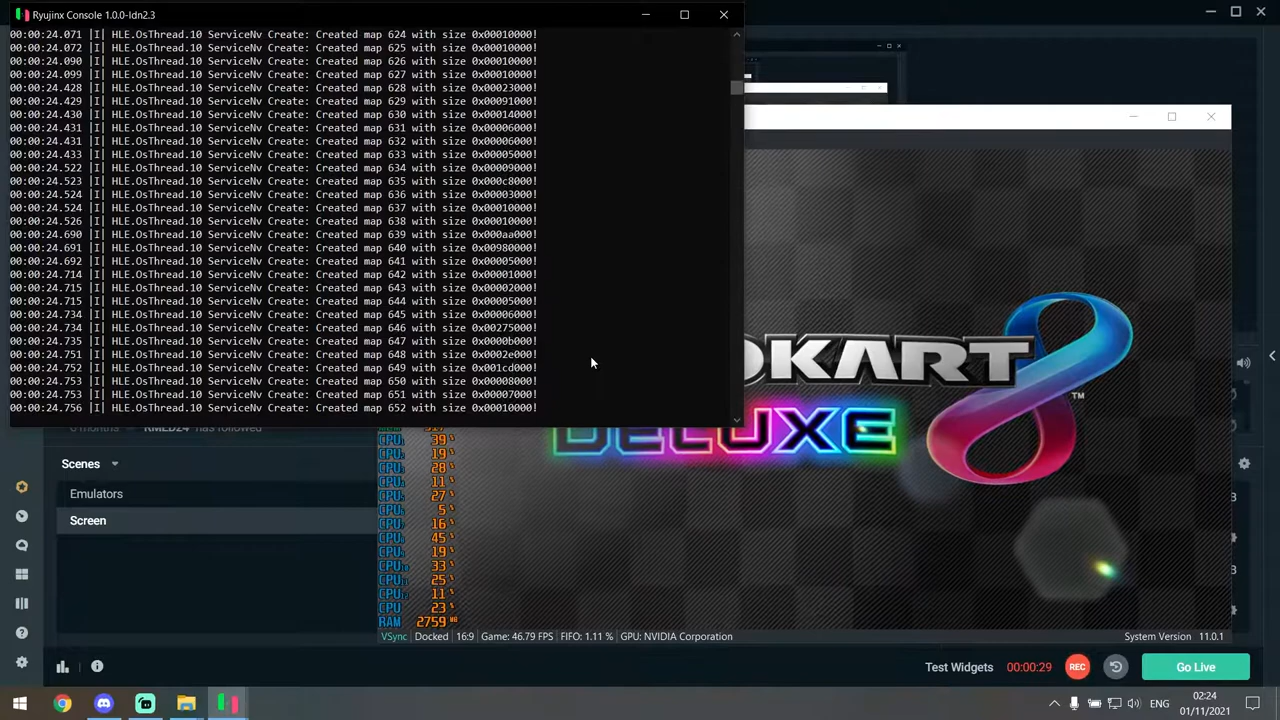 Ryujinx Console 1.0.0-ldn2.3
00:00:24.071 |I| HLE.OsThread.10 ServiceNv Create: Created map 624 with size 0x00010000!
00:00:24.072 |I| HLE.OsThread.10 ServiceNv Create: Created map 625 with size 0x00010000!
00:00:24.090 |I| HLE.OsThread.10 ServiceNv Create: Created map 626 with size 0x00010000!
00:00:24.099 |I| HLE.OsThread.10 ServiceNv Create: Created map 627 with size 0x00010000!
00:00:24.428 |I| HLE.OsThread.10 ServiceNv Create: Created map 628 with size 0x00023000!
00:00:24.429 |I| HLE.OsThread.10 ServiceNv Create: Created map 629 with size 0x00091000!
00:00:24.430 |I| HLE.OsThread.10 ServiceNv Create: Created map 630 with size 0x00014000!
00:00:24.431 |I| HLE.OsThread.10 ServiceNv Create: Created map 631 with size 0x00006000!
00:00:24.431 |I| HLE.OsThread.10 ServiceNv Create: Created map 632 with size 0x00006000!
00:00:24.433 |I| HLE.OsThread.10 ServiceNv Create: Created map 633 with size 0x00005000!
00:00:24.522 |I| HLE.OsThread.10 ServiceNv Create: Created map 634 with size 0x00009000!
00:00:24.523 |I| HLE.OsThread.10 ServiceNv Create: Created map 635 with size 0x000c8000!
00:00:24.524 |I| HLE.OsThread.10 ServiceNv Create: Created map 636 with size 0x00003000!
00:00:24.524 |I| HLE.OsThread.10 ServiceNv Create: Created map 637 with size 0x00010000!
00:00:24.526 |I| HLE.OsThread.10 ServiceNv Create: Created map 638 with size 0x00010000!
00:00:24.690 |I| HLE.OsThread.10 ServiceNv Create: Created map 639 with size 0x000aa000!
00:00:24.691 |I| HLE.OsThread.10 ServiceNv Create: Created map 640 with size 0x00980000!
00:00:24.692 |I| HLE.OsThread.10 ServiceNv Create: Created map 641 with size 0x00005000!
00:00:24.714 |I| HLE.OsThread.10 ServiceNv Create: Created map 642 with size 0x00001000!
00:00:24.715 |I| HLE.OsThread.10 ServiceNv Create: Created map 643 with size 0x00002000!
00:00:24.715 |I| HLE.OsThread.10 ServiceNv Create: Created map 644 with size 0x00005000!
00:00:24.734 |I| HLE.OsThread.10 ServiceNv Create: Created map 645 with size 0x00006000!
00:00:24.734 |I| HLE.OsThread.10 ServiceNv Create: Created map 646 with size 0x00275000!
00:00:24.735 |I| HLE.OsThread.10 ServiceNv Create: Created map 647 with size 0x0000b000!
00:00:24.751 |I| HLE.OsThread.10 ServiceNv Create: Created map 648 with size 0x0002e000!
00:00:24.752 |I| HLE.OsThread.10 ServiceNv Create: Created map 649 with size 0x001cd000!
00:00:24.753 |I| HLE.OsThread.10 ServiceNv Create: Created map 650 with size 0x00008000!
00:00:24.753 |I| HLE.OsThread.10 ServiceNv Create: Created map 651 with size 0x00007000!
00:00:24.756 |I| HLE.OsThread.10 ServiceNv Create: Created map 652 with size 0x00010000!
OKART 8 ™
DELUXE
6 months RMED24 has followed
Scenes
Emulators
Screen
CPU 39 %
CPU 19 %
CPU 28 %
CPU 11 %
CPU 27 %
CPU 5 %
CPU 16 %
CPU 45 %
CPU 19 %
CPU10 33 %
CPU11 25 %
CPU12 11 %
CPU 23 %
RAM 2759 MB
VSync Docked 16:9 Game: 46.79 FPS FIFO: 1.11 % GPU: NVIDIA Corporation System Version 11.0.1
Test Widgets 00:00:29 REC Go Live
ENG 02:24
01/11/2021